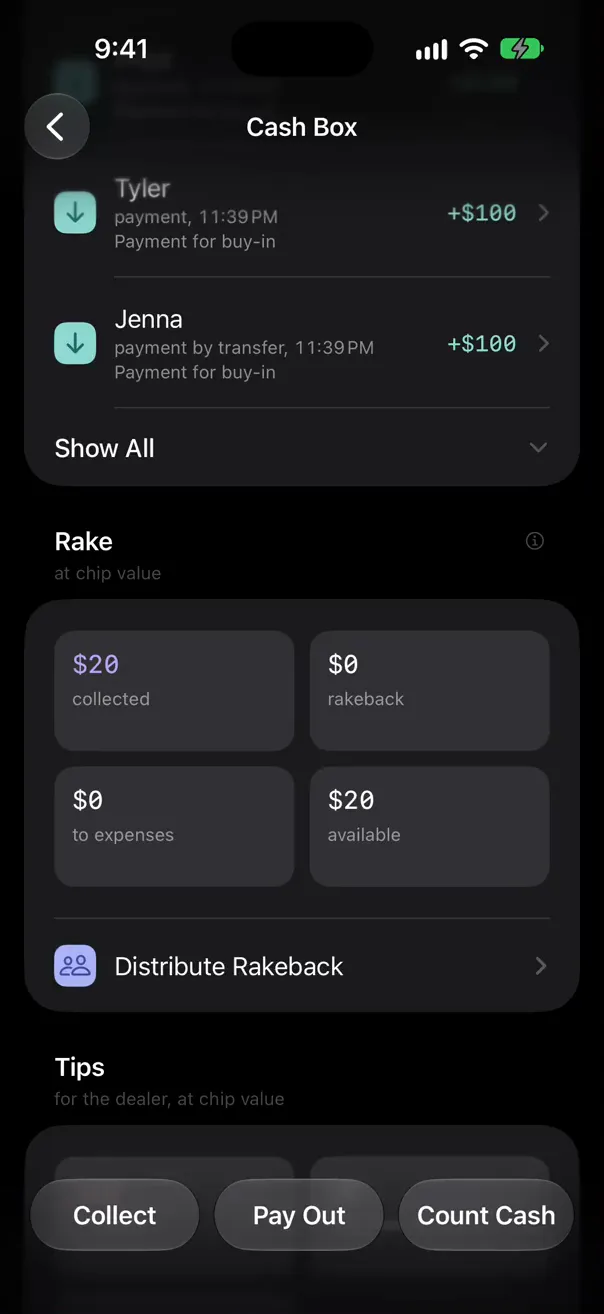 9:41
Cash Box
Tyler
payment, 11:39 PM
Payment for buy-in
+$100
Jenna
payment by transfer, 11:39 PM
Payment for buy-in
+$100
Show All
Rake
at chip value
$20
collected
$0
rakeback
$0
to expenses
$20
available
Distribute Rakeback
Tips
for the dealer, at chip value
Collect
Pay Out
Count Cash